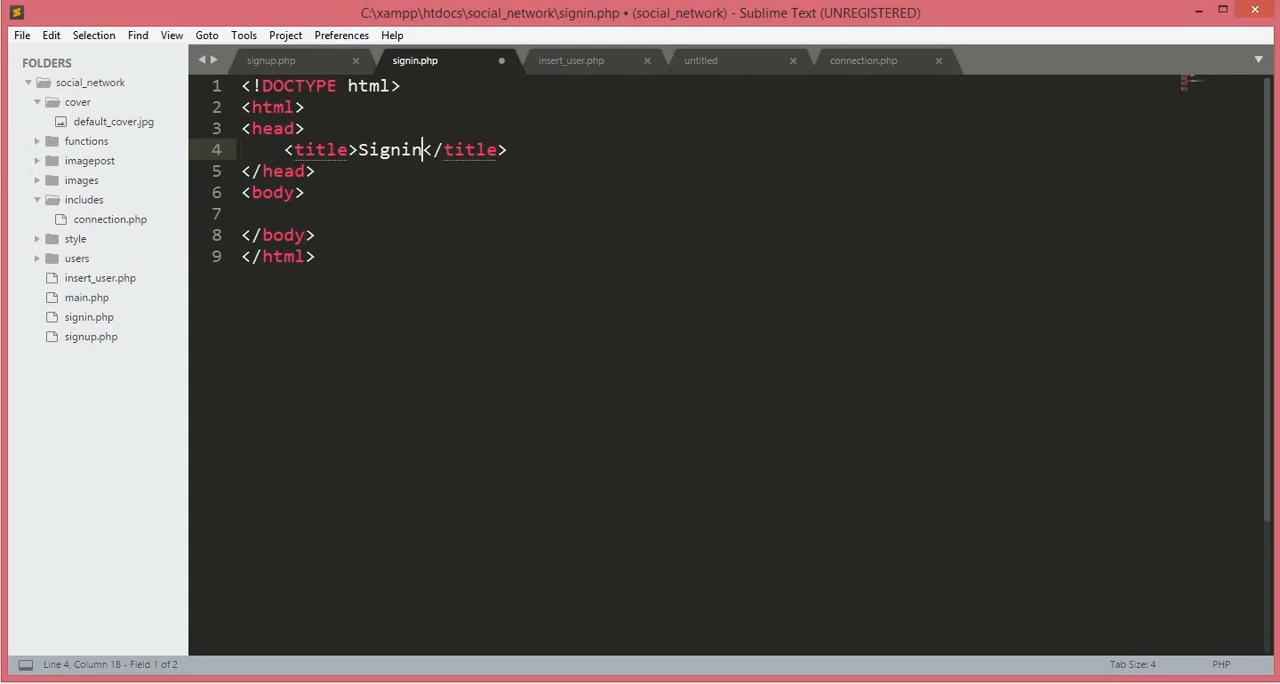 C:\xampp\htdocs\social_network\signin.php • (social_network) - Sublime Text (UNREGISTERED)
File Edit Selection Find View Goto Tools Project Preferences Help
FOLDERS
social_network
cover
default_cover.jpg
functions
imagepost
images
includes
connection.php
style
users
insert_user.php
main.php
signin.php
signup.php
signup.php signin.php insert_user.php untitled connection.php
1 <!DOCTYPE html>
2 <html>
3 <head>
4 <title>Signin</title>
5 </head>
6 <body>
7
8 </body>
9 </html>
Line 4, Column 18 - Field 1 of 2 Tab Size: 4 PHP